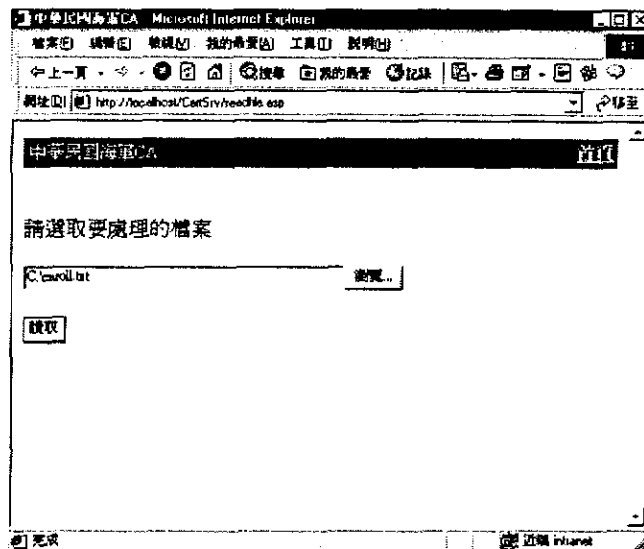 中華民國海軍CA - Microsoft Internet Explorer
檔案(F) 編輯(E) 檢視(V) 我的最愛(A) 工具(T) 說明(H)
上一頁 搜尋 我的最愛 記錄
網址(D) http://localhost/CertSrv/readfile.asp 移至
中華民國海軍CA 首頁
請選取要處理的檔案
C:\enroll.txt 瀏覽...
讀取
完成 近端 intranet